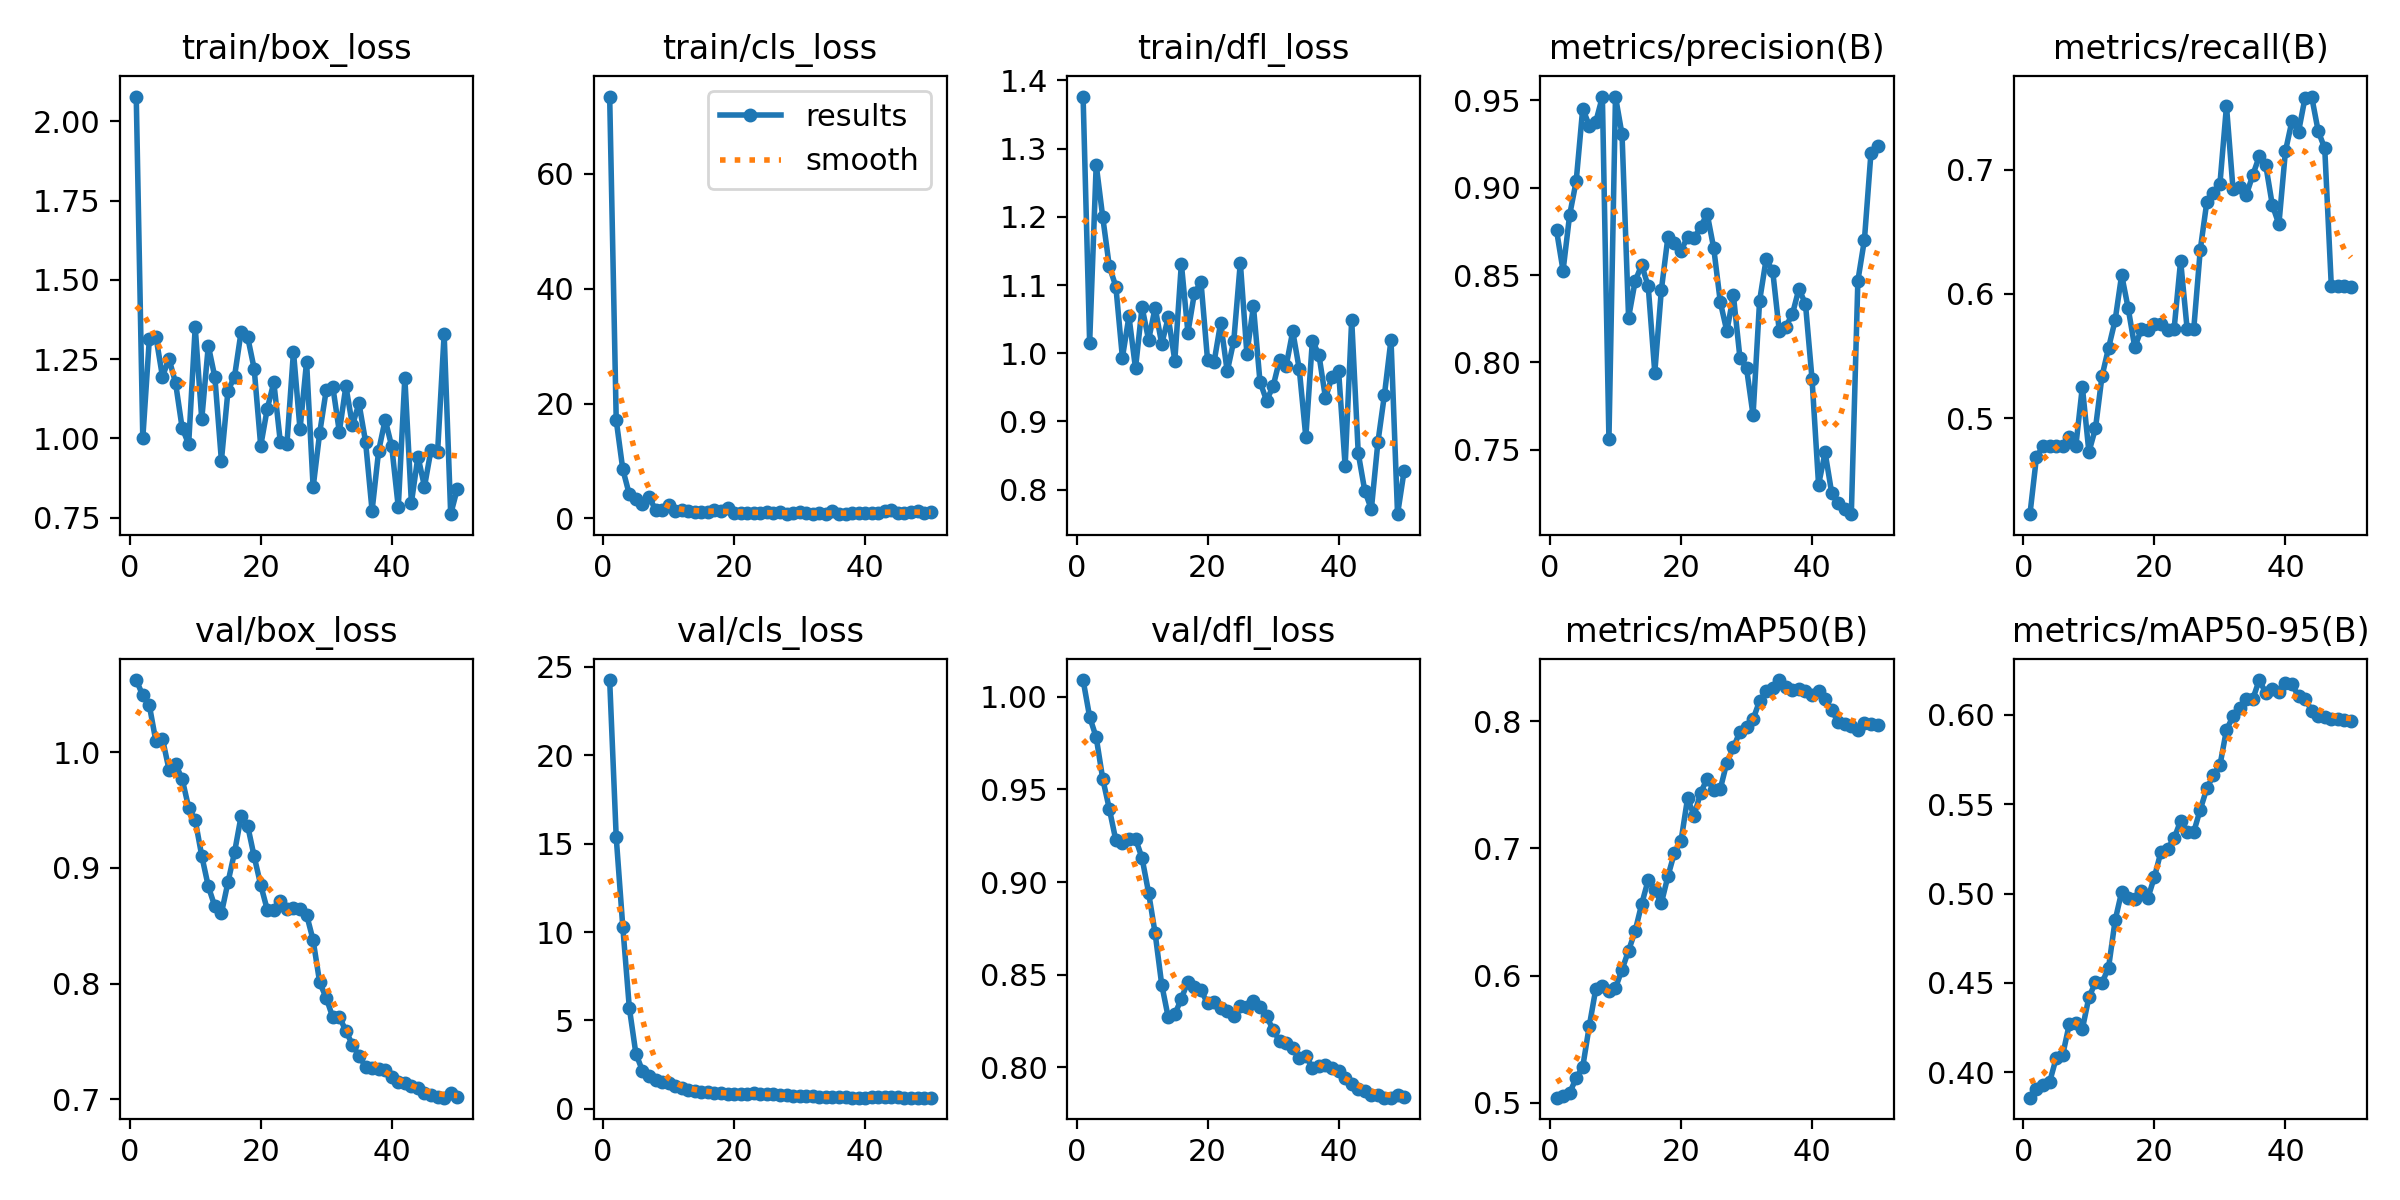 train/box_loss
2.00
1.75
1.50
1.25
1.00
0.75
0 20 40
train/cls_loss
results
smooth
60
40
20
0
0 20 40
train/dfl_loss
1.4
1.3
1.2
1.1
1.0
0.9
0.8
0 20 40
metrics/precision(B)
0.95
0.90
0.85
0.80
0.75
0 20 40
metrics/recall(B)
0.7
0.6
0.5
0 20 40
val/box_loss
1.0
0.9
0.8
0.7
0 20 40
val/cls_loss
25
20
15
10
5
0
0 20 40
val/dfl_loss
1.00
0.95
0.90
0.85
0.80
0 20 40
metrics/mAP50(B)
0.8
0.7
0.6
0.5
0 20 40
metrics/mAP50-95(B)
0.60
0.55
0.50
0.45
0.40
0 20 40